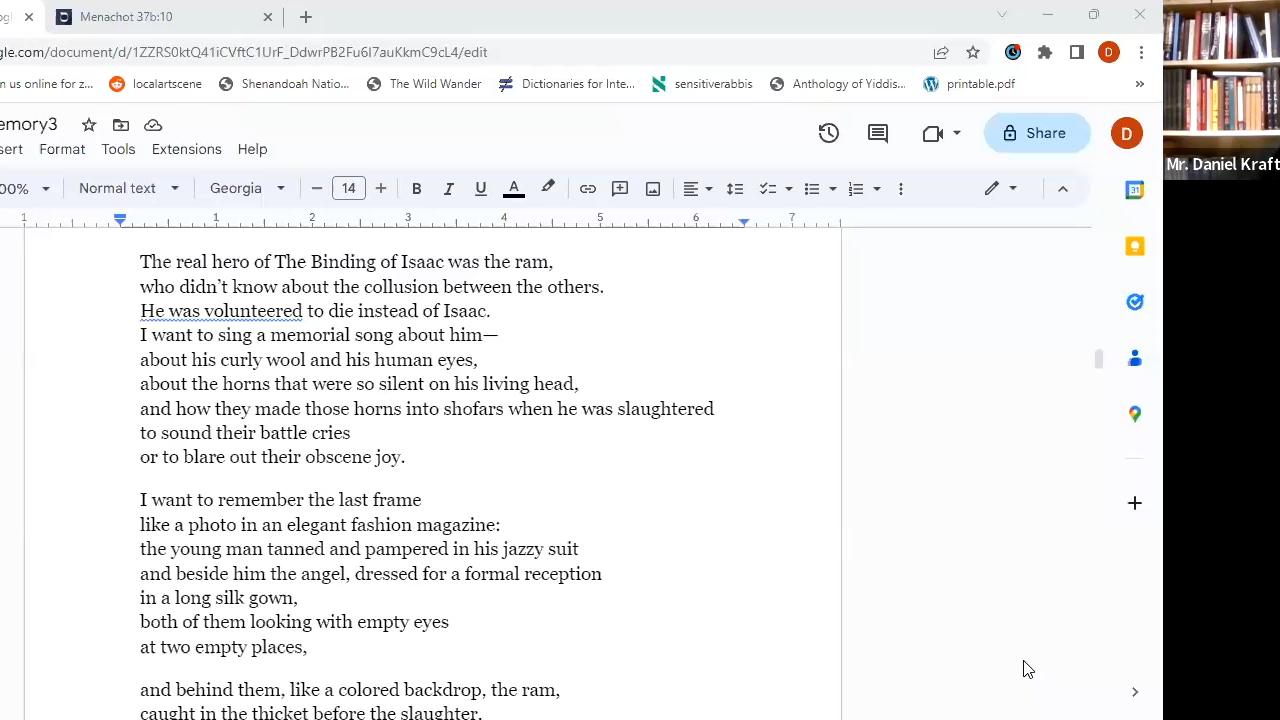 Menachot 37b:10
gle.com/document/d/1ZZRS0ktQ41iCVftC1UrF_DdwrPB2Fu6I7auKkmC9cL4/edit
n us online for z...
localartscene
Shenandoah Natio...
The Wild Wander
Dictionaries for Inte...
sensitiverabbis
Anthology of Yiddis...
printable.pdf
»
D
emory3
Share
D
sert Format Tools Extensions Help
00% Normal text Georgia 14 B I U A
1 1 2 3 4 5 6 7
The real hero of The Binding of Isaac was the ram,
who didn’t know about the collusion between the others.
He was volunteered to die instead of Isaac.
I want to sing a memorial song about him—
about his curly wool and his human eyes,
about the horns that were so silent on his living head,
and how they made those horns into shofars when he was slaughtered
to sound their battle cries
or to blare out their obscene joy.
I want to remember the last frame
like a photo in an elegant fashion magazine:
the young man tanned and pampered in his jazzy suit
and beside him the angel, dressed for a formal reception
in a long silk gown,
both of them looking with empty eyes
at two empty places,
and behind them, like a colored backdrop, the ram,
caught in the thicket before the slaughter.
31
Mr. Daniel Kraft